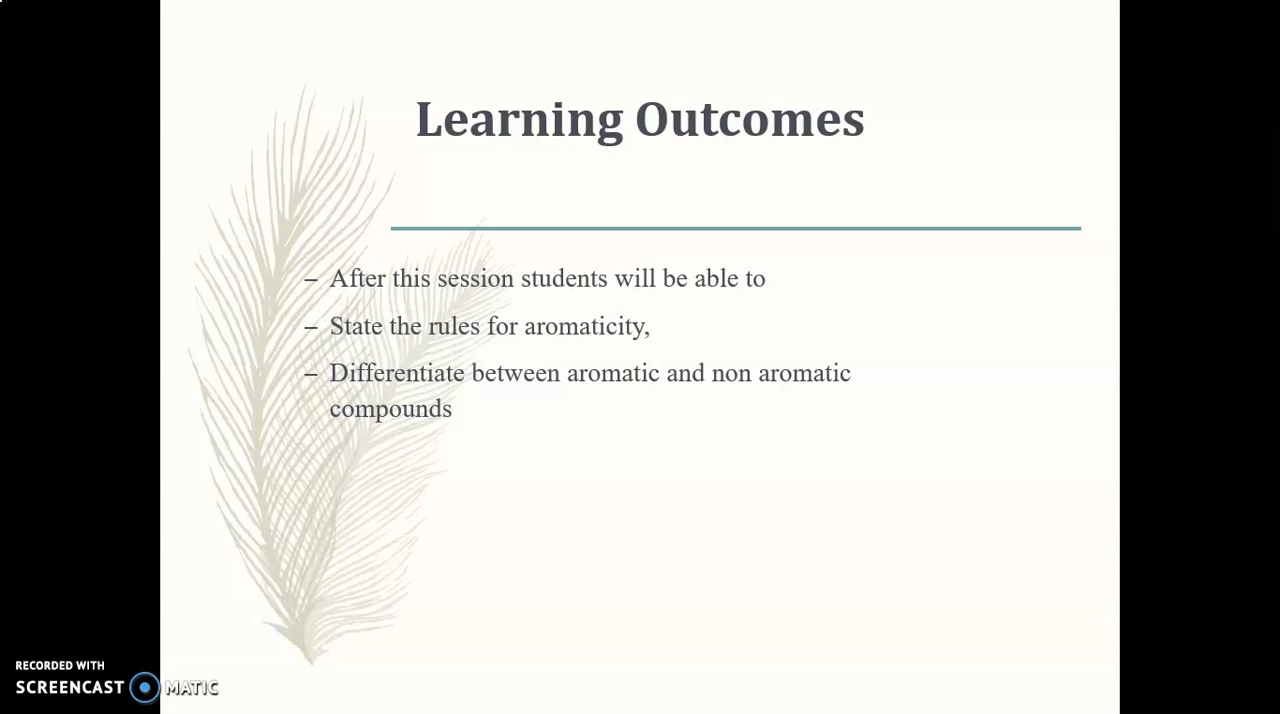 Learning Outcomes
– After this session students will be able to
– State the rules for aromaticity,
– Differentiate between aromatic and non aromatic
compounds
RECORDED WITH
SCREENCAST MATIC